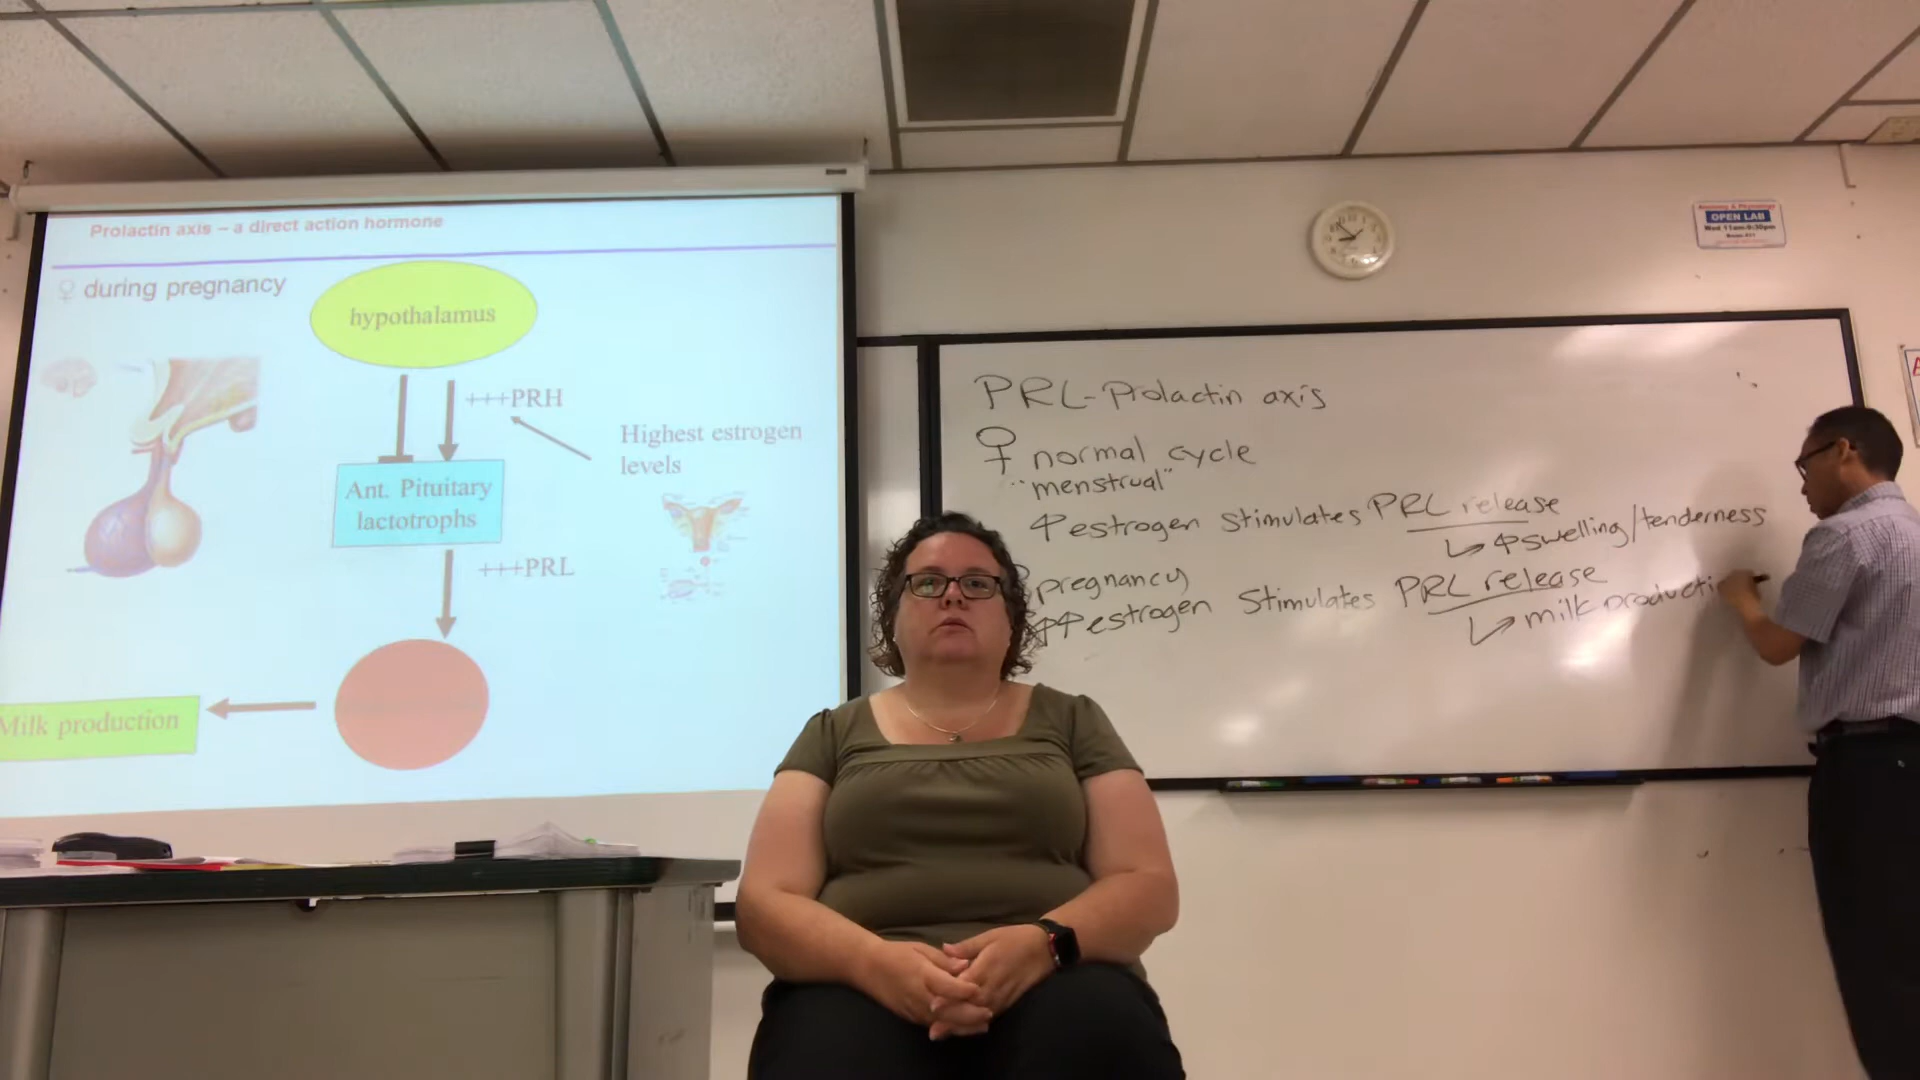 Prolactin axis – a direct action hormone
♀ during pregnancy
hypothalamus
+++PRH
Highest estrogen
levels
Ant. Pituitary
lactotrophs
+++PRL
Milk production
OPEN LAB
PRL-Prolactin axis
♀ normal cycle
"menstrual"
↑estrogen stimulates PRL release
↳ ↑swelling/tenderness
pregnancy
↑↑estrogen stimulates PRL release
↳ milk producti